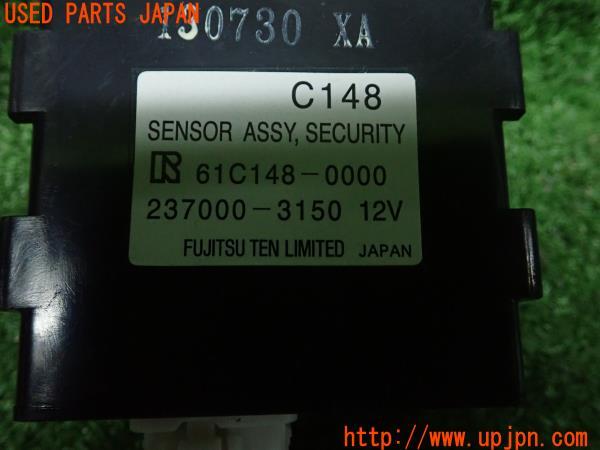 USED PARTS JAPAN
130730 XA
C148
SENSOR ASSY, SECURITY
R 61C148-0000
237000-3150 12V
FUJITSU TEN LIMITED JAPAN
http://www.upjpn.com